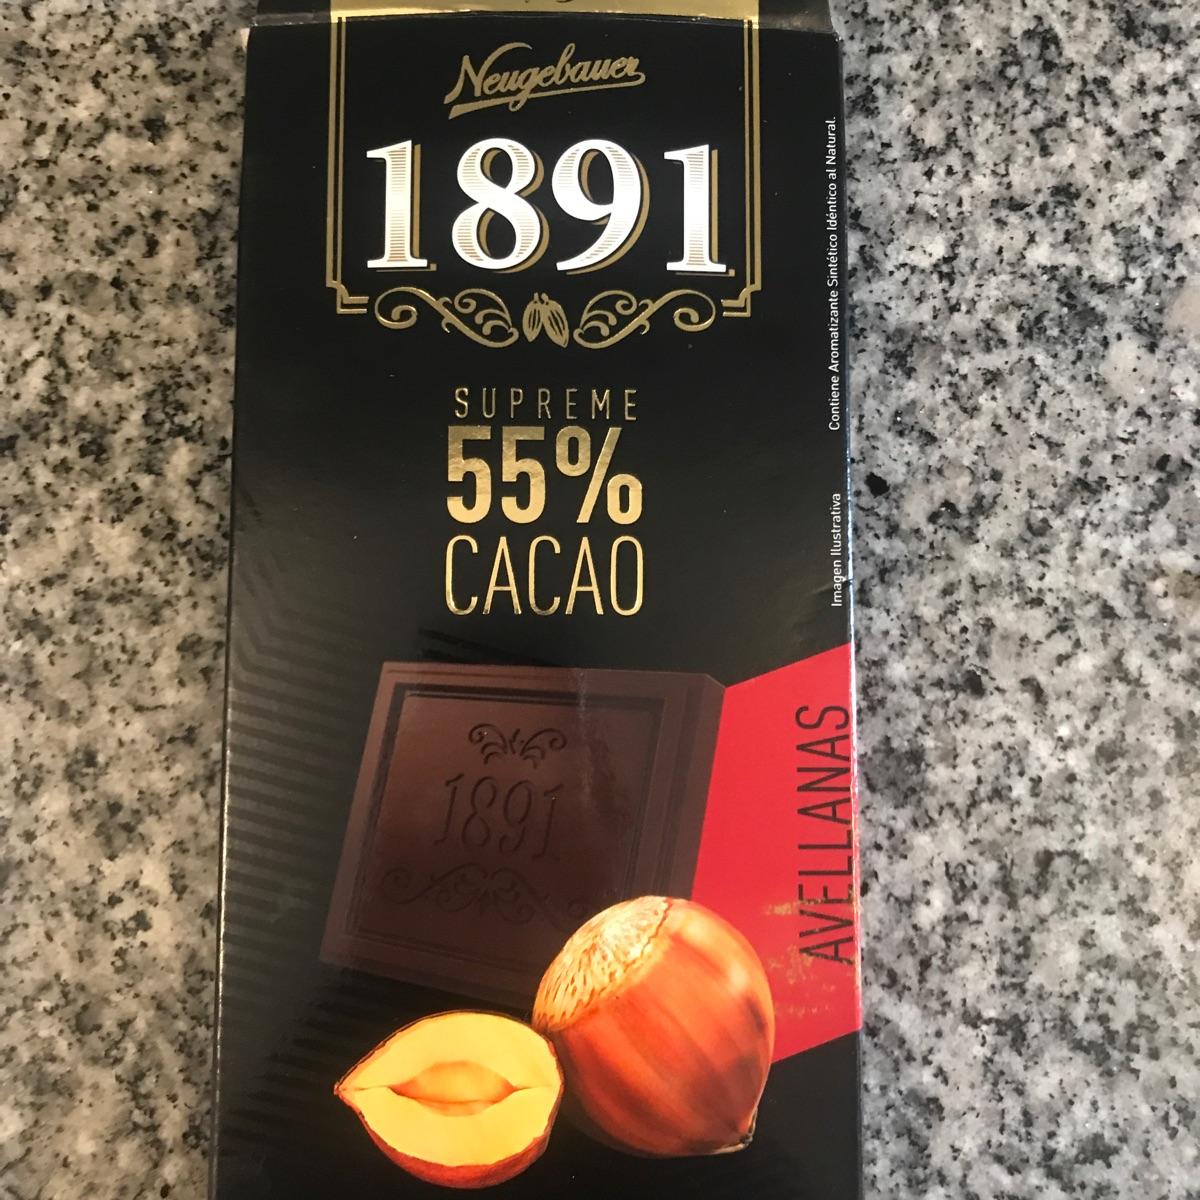 Neugebauer
1891
SUPREME
55%
CACAO
Contiene Aromatizante Sintético Idéntico al Natural.
Imagen Ilustrativa
1891
AVELLANAS